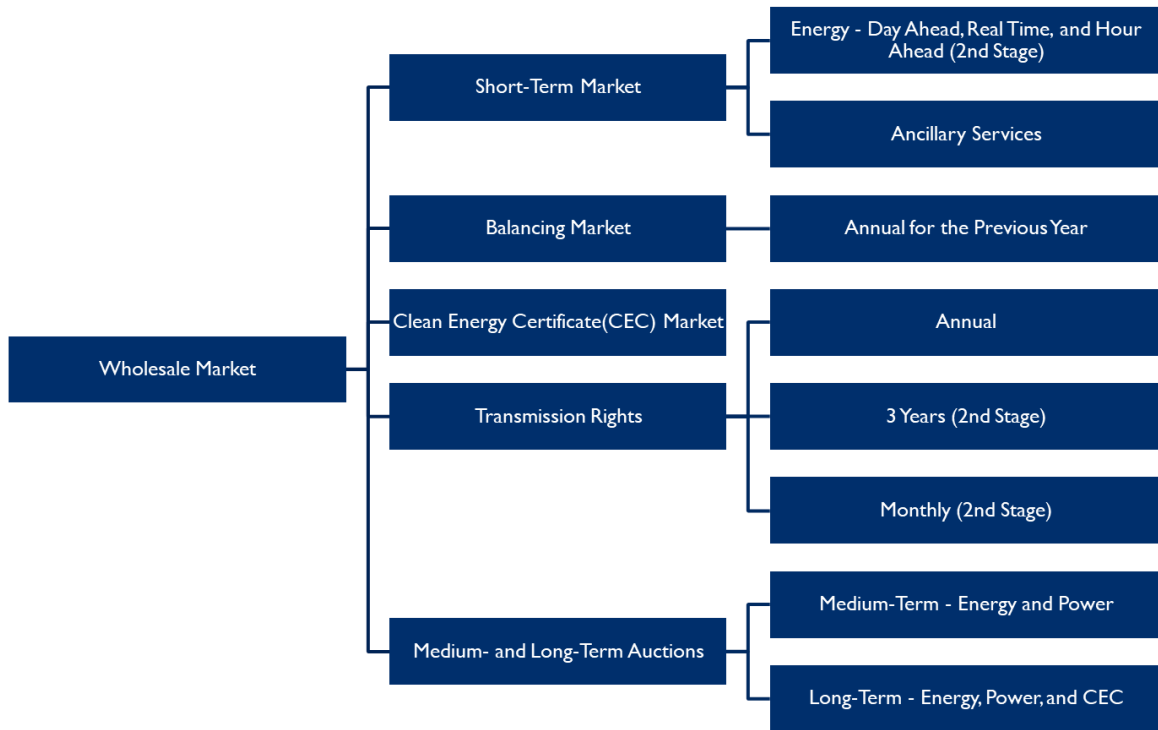 Wholesale Market
Short-Term Market
Energy - Day Ahead, Real Time, and Hour
Ahead (2nd Stage)
Ancillary Services
Balancing Market
Annual for the Previous Year
Clean Energy Certificate(CEC) Market
Transmission Rights
Annual
3 Years (2nd Stage)
Monthly (2nd Stage)
Medium- and Long-Term Auctions
Medium-Term - Energy and Power
Long-Term - Energy, Power, and CEC